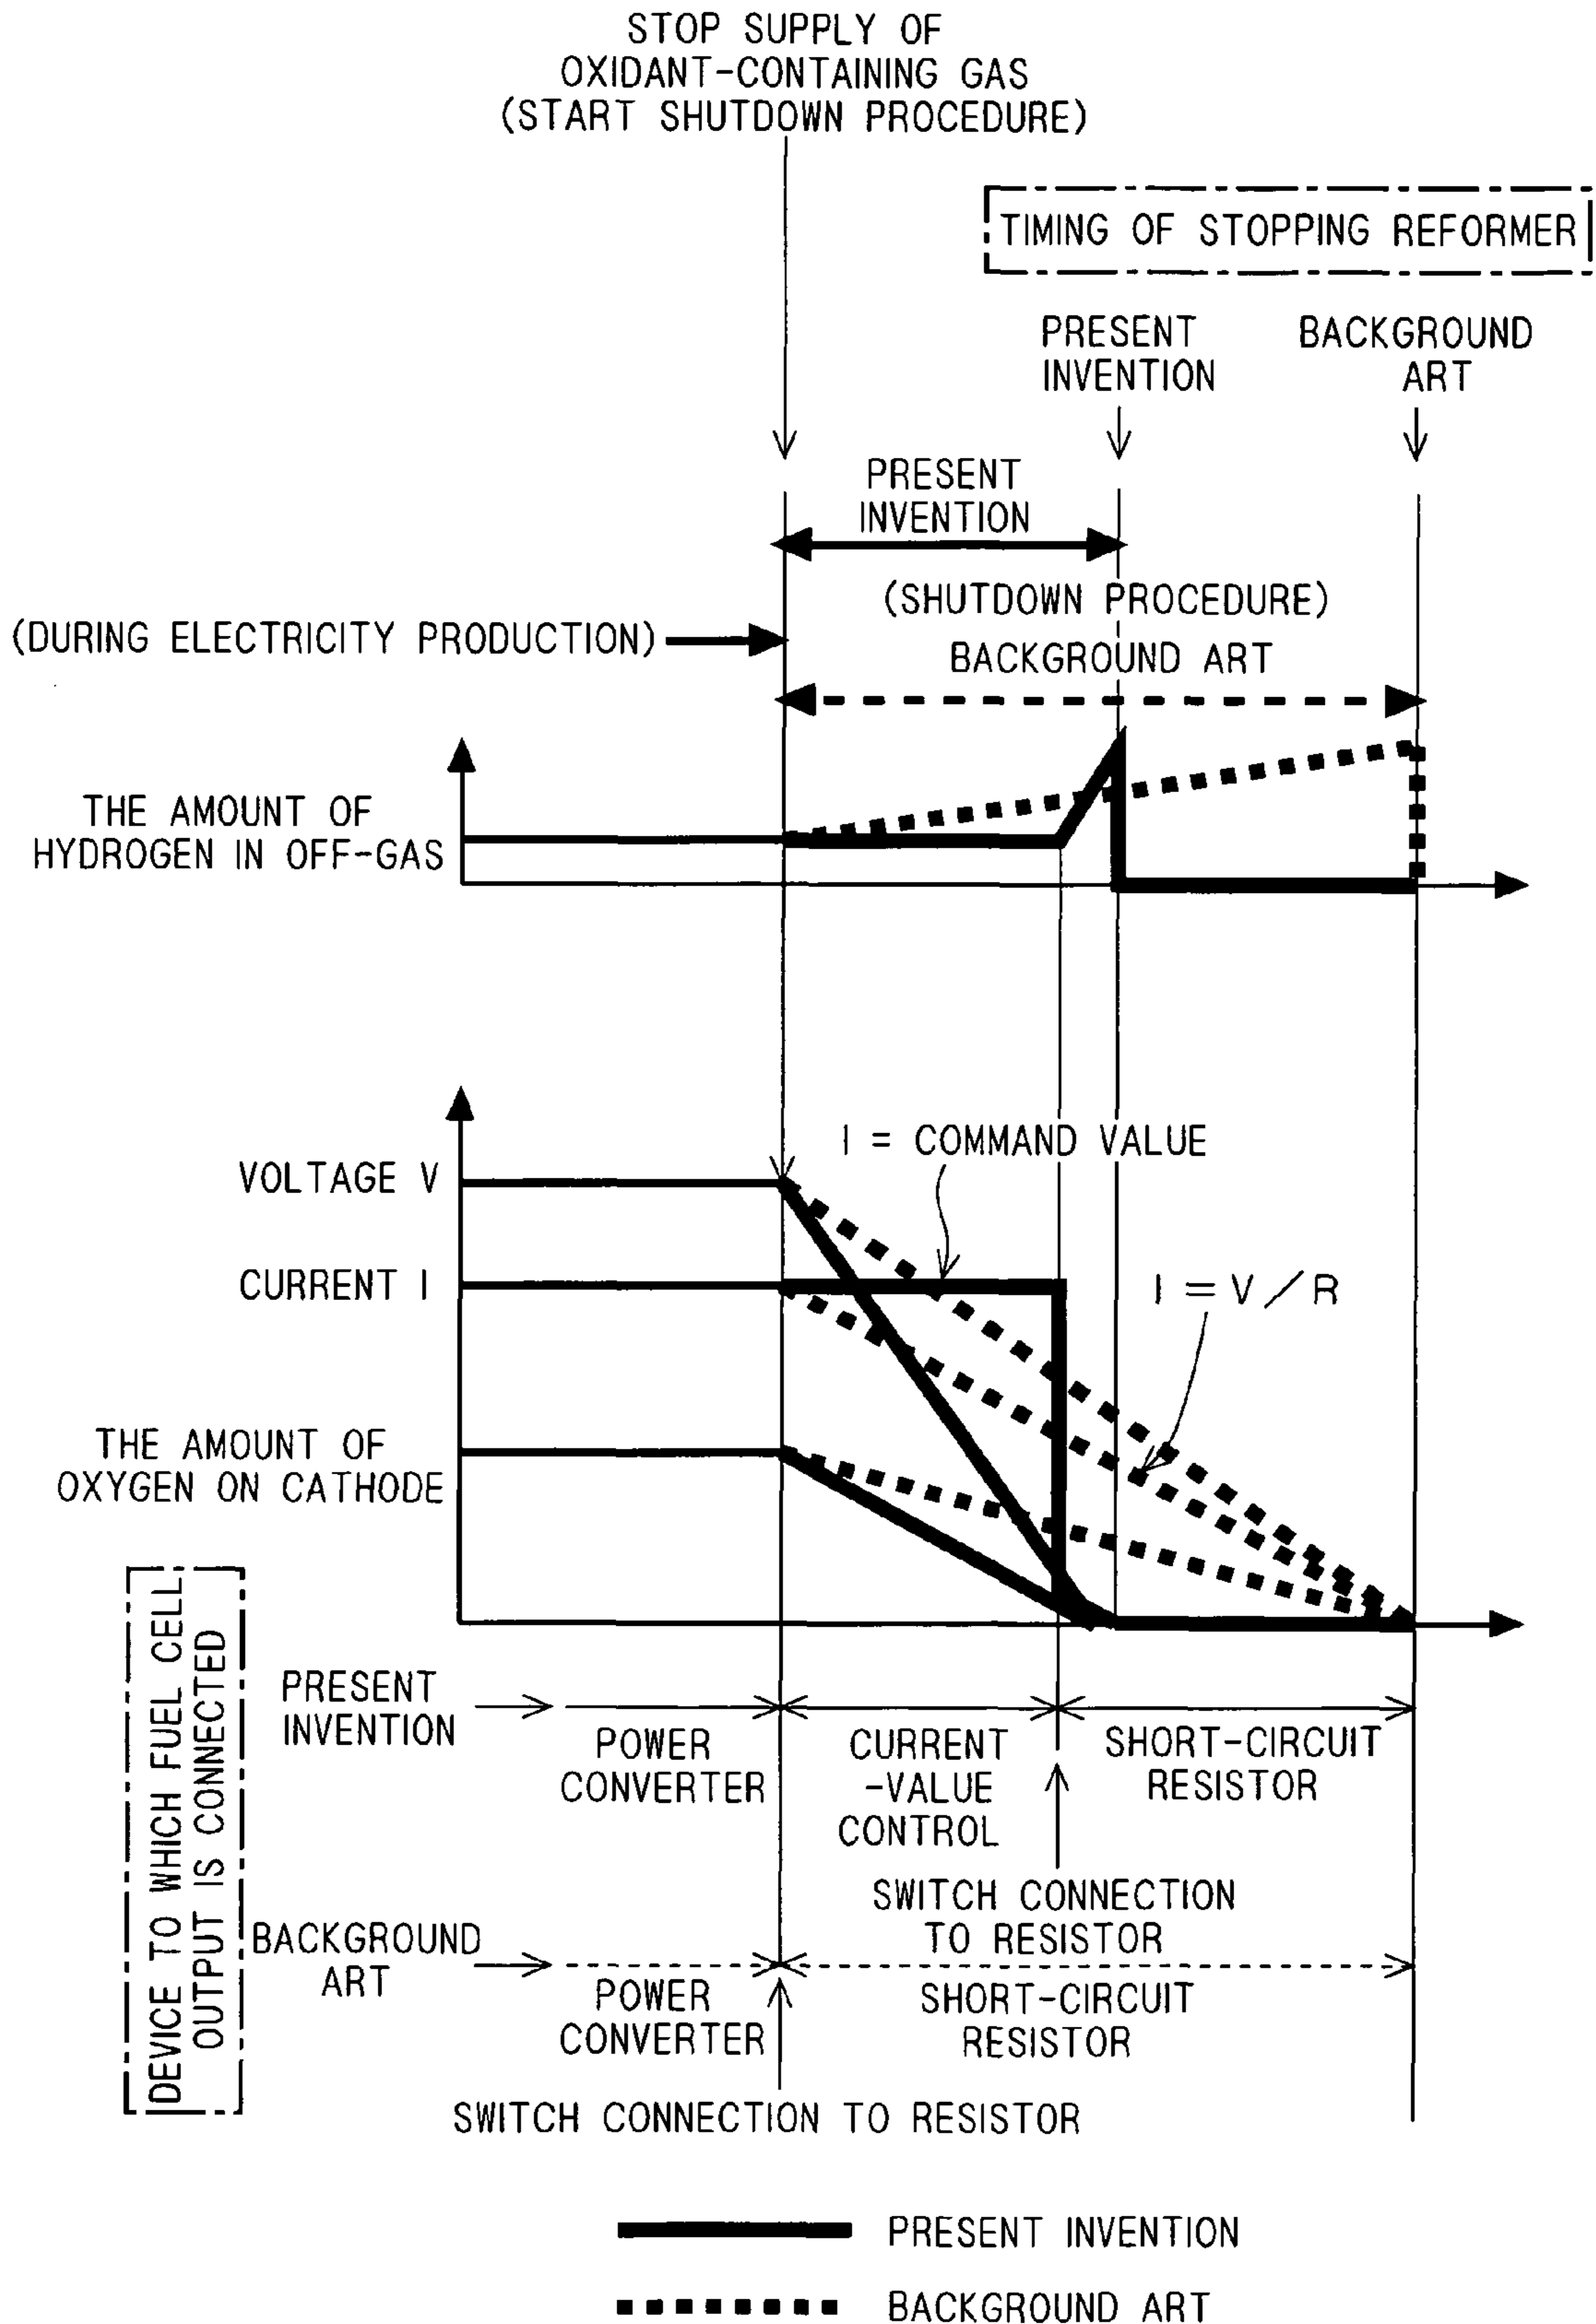 STOP SUPPLY OF
OXIDANT-CONTAINING GAS
(START SHUTDOWN PROCEDURE)
TIMING OF STOPPING REFORMER
PRESENT
INVENTION
BACKGROUND
ART
PRESENT
INVENTION
(SHUTDOWN PROCEDURE)
(DURING ELECTRICITY PRODUCTION)
BACKGROUND ART
THE AMOUNT OF
HYDROGEN IN OFF-GAS
I = COMMAND VALUE
VOLTAGE V
CURRENT I
I = V / R
THE AMOUNT OF
OXYGEN ON CATHODE
DEVICE TO WHICH FUEL CELL
OUTPUT IS CONNECTED
PRESENT
INVENTION
POWER
CONVERTER
CURRENT
-VALUE
CONTROL
SHORT-CIRCUIT
RESISTOR
SWITCH CONNECTION
TO RESISTOR
BACKGROUND
ART
POWER
CONVERTER
SHORT-CIRCUIT
RESISTOR
SWITCH CONNECTION TO RESISTOR
PRESENT INVENTION
BACKGROUND ART